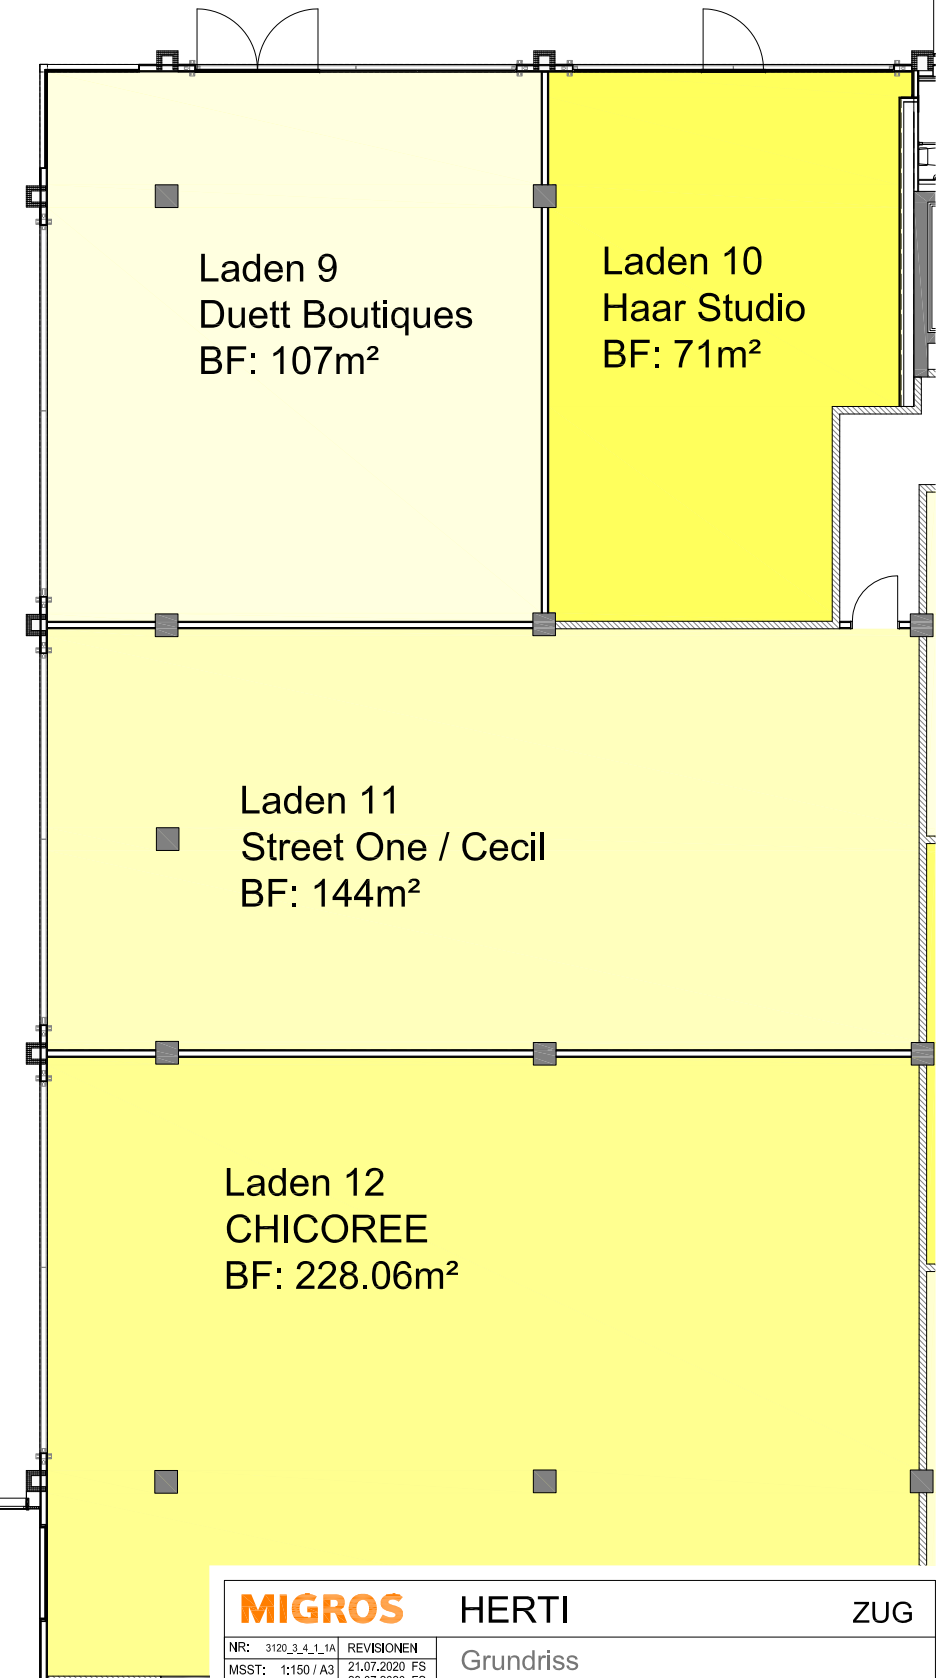 Laden 9
Duett Boutiques
BF: 107m²
Laden 10
Haar Studio
BF: 71m²
Laden 11
Street One / Cecil
BF: 144m²
Laden 12
CHICOREE
BF: 228.06m²
MIGROS HERTI ZUG
NR: 3120_3_4_1_1A REVISIONEN
Grundriss
MSST: 1:150 / A3 21.07.2020 FS